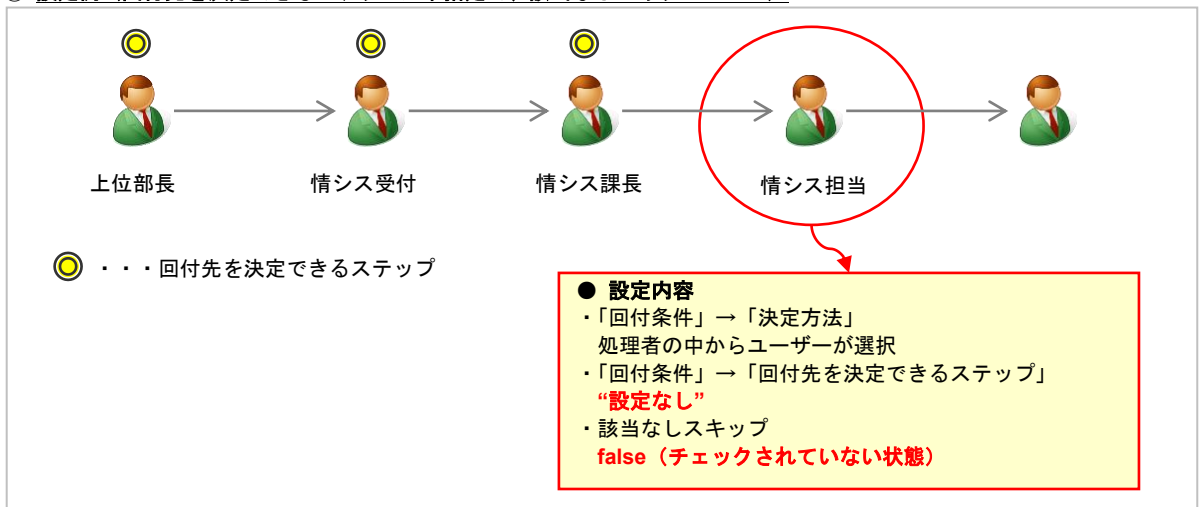 上位部長
情シス受付
情シス課長
情シス担当
・・・回付先を決定できるステップ
● 設定内容
・「回付条件」→「決定方法」
処理者の中からユーザーが選択
・「回付条件」→「回付先を決定できるステップ」
“設定なし”
・該当なしスキップ
false（チェックされていない状態）